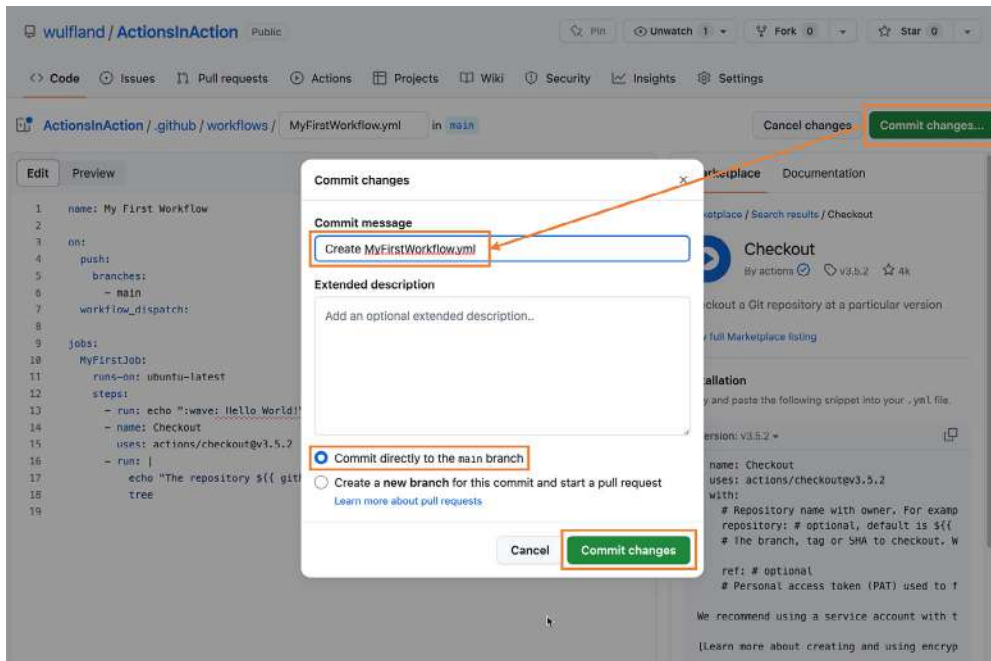 wulfland / ActionsInAction Public
Pin Unwatch 1 Fork 0 Star 0
Code Issues Pull requests Actions Projects Wiki Security Insights Settings
ActionsInAction / .github / workflows / MyFirstWorkflow.yml in main
Cancel changes Commit changes...
Edit Preview
1 name: My First Workflow
2
3 on:
4 push:
5 branches:
6 - main
7 workflow_dispatch:
8
9 jobs:
10 MyFirstJob:
11 runs-on: ubuntu-latest
12 steps:
13 - run: echo ":wave: Hello World!"
14 - name: Checkout
15 uses: actions/checkout@v3.5.2
16 - run: |
17 echo "The repository ${{ git
18 tree
19
Commit changes
Commit message
Create MyFirstWorkflow.yml
Extended description
Add an optional extended description..
Commit directly to the main branch
Create a new branch for this commit and start a pull request
Learn more about pull requests
Cancel Commit changes
rketplace Documentation
ketplace / Search results / Checkout
Checkout
By actions v3.5.2 4k
eckout a Git repository at a particular version
full Marketplace listing
tallation
y and paste the following snippet into your .yml file.
ersion: v3.5.2
name: Checkout
uses: actions/checkout@v3.5.2
with:
# Repository name with owner. For examp
repository: # optional, default is ${{
# The branch, tag or SHA to checkout. W
ref: # optional
# Personal access token (PAT) used to f
We recommend using a service account with t
[Learn more about creating and using encryp